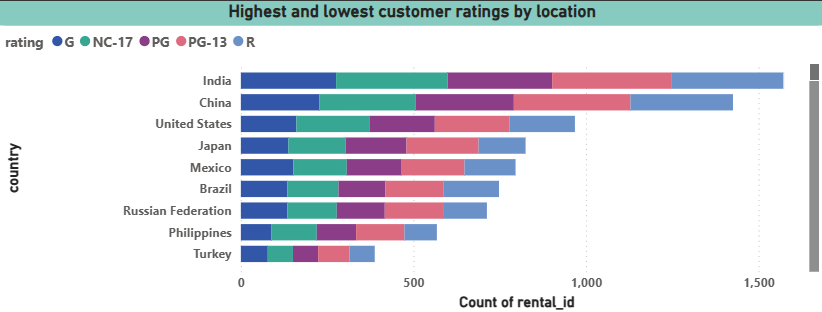 Highest and lowest customer ratings by location
rating G NC-17 PG PG-13 R
country
India
China
United States
Japan
Mexico
Brazil
Russian Federation
Philippines
Turkey
0 500 1,000 1,500
Count of rental_id